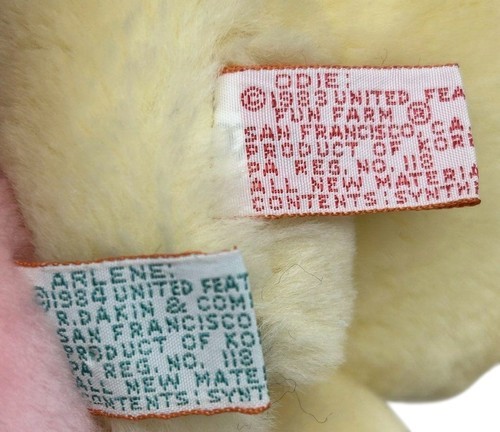 ODIE:
©1983 UNITED FEA
FUN FARM®
SAN FRANCISCO, CA
PRODUCT OF KORE
PA REG. NO. 118
ALL NEW MATERIA
CONTENTS: SYNTH
ARLENE:
©1984 UNITED FEAT
R. DAKIN & COM
SAN FRANCISCO
PRODUCT OF KO
PA REG. NO. 118
ALL NEW MATE
CONTENTS: SYNT